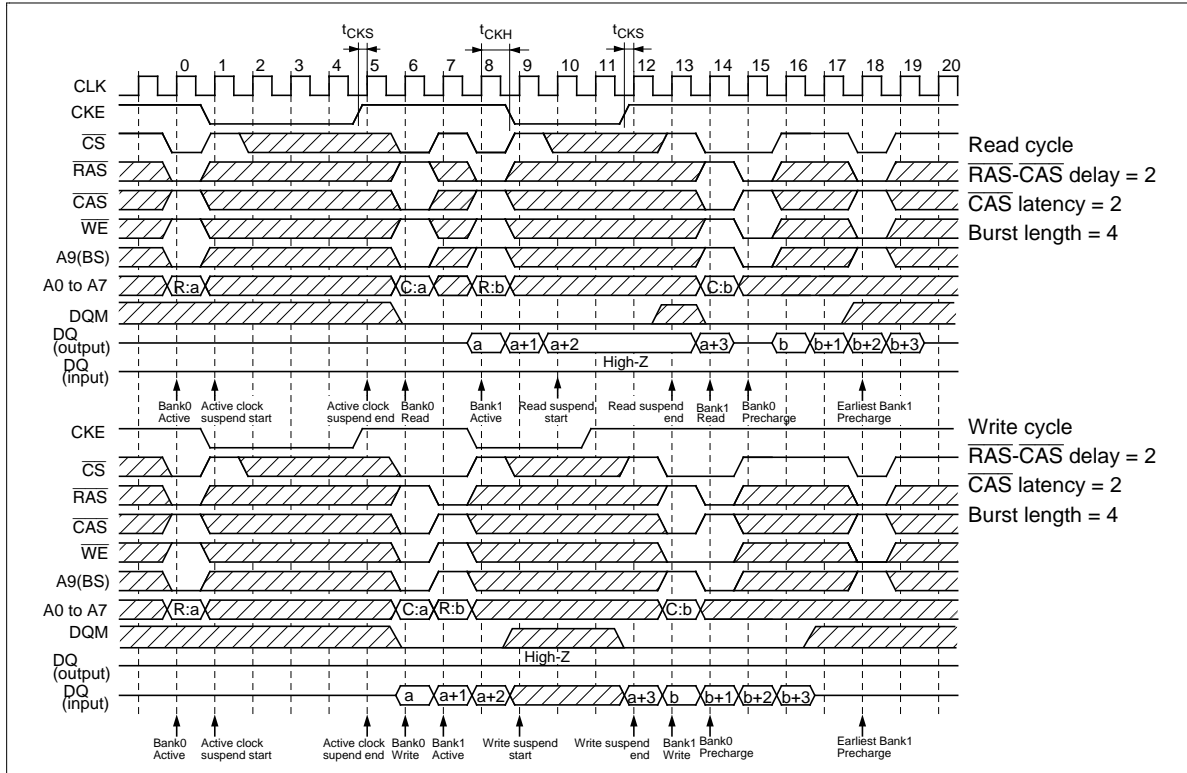 tCKS tCKH tCKS
0 1 2 3 4 5 6 7 8 9 10 11 12 13 14 15 16 17 18 19 20
CLK
CKE
CS
RAS
CAS
WE
A9(BS)
A0 to A7 R:a C:a R:b C:b
DQM
DQ (output) a a+1 a+2 a+3 b b+1 b+2 b+3
High-Z
DQ (input)
Bank0 Active
Active clock suspend start
Active clock suspend end
Bank0 Read
Bank1 Active
Read suspend start
Read suspend end
Bank1 Read
Bank0 Precharge
Earliest Bank1 Precharge
Read cycle
RAS-CAS delay = 2
CAS latency = 2
Burst length = 4
CKE
CS
RAS
CAS
WE
A9(BS)
A0 to A7 R:a C:a R:b C:b
DQM
High-Z
DQ (output)
DQ (input) a a+1 a+2 a+3 b b+1 b+2 b+3
Bank0 Active
Active clock suspend start
Active clock supend end
Bank0 Write
Bank1 Active
Write suspend start
Write suspend end
Bank1 Write
Bank0 Precharge
Earliest Bank1 Precharge
Write cycle
RAS-CAS delay = 2
CAS latency = 2
Burst length = 4